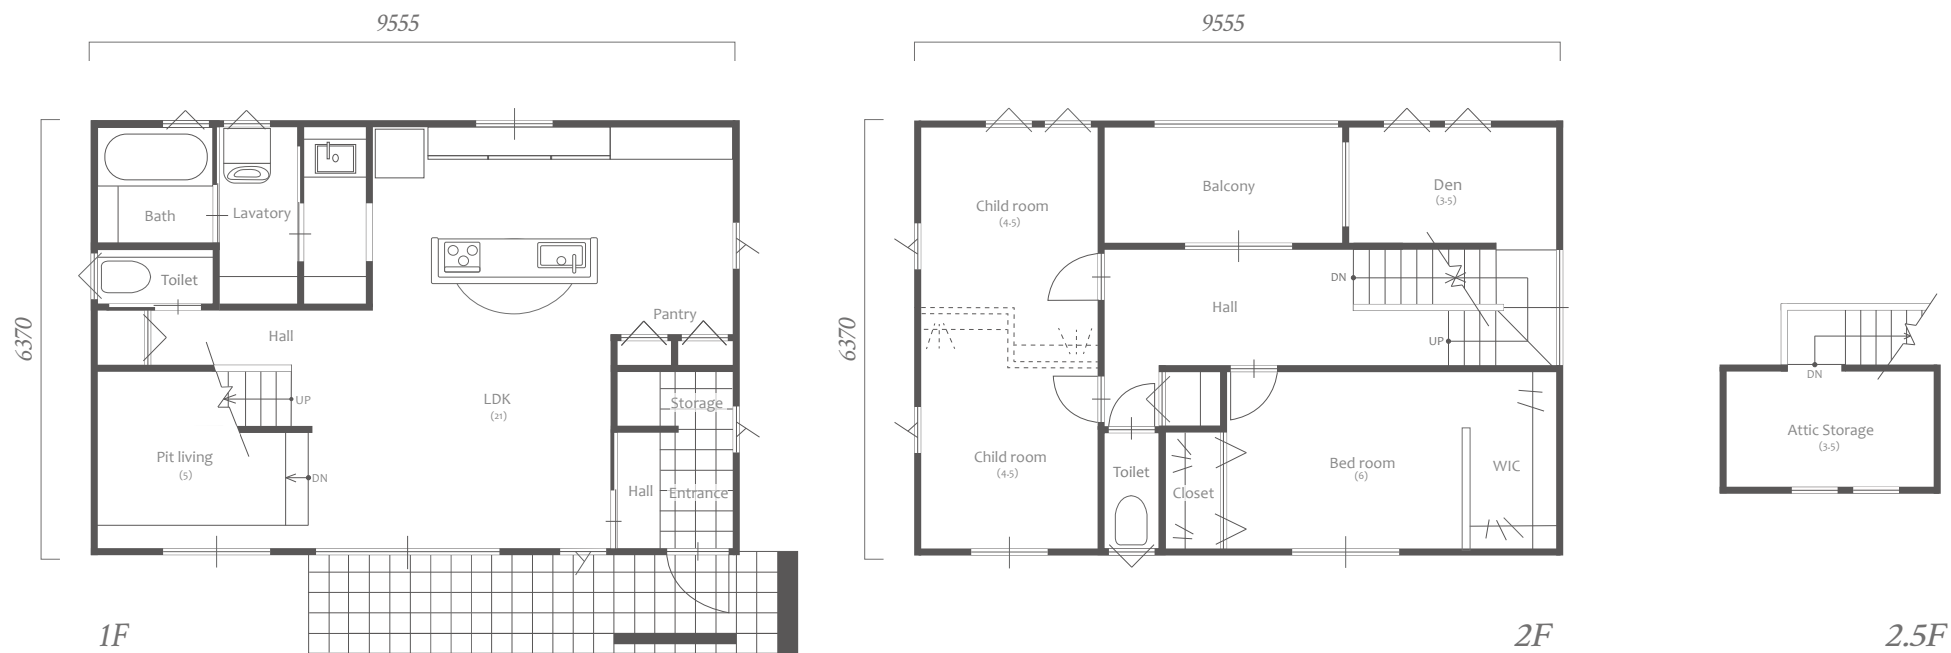 9555
6370
Bath
Lavatory
Toilet
Hall
Pantry
UP
LDK
(21)
Storage
Pit living
(5)
DN
Hall
Entrance
1F
9555
6370
Child room
(4.5)
Balcony
Den
(3.5)
DN
Hall
UP
Child room
(4.5)
Toilet
Closet
Bed room
(6)
WIC
2F
DN
Attic Storage
(3.5)
2.5F